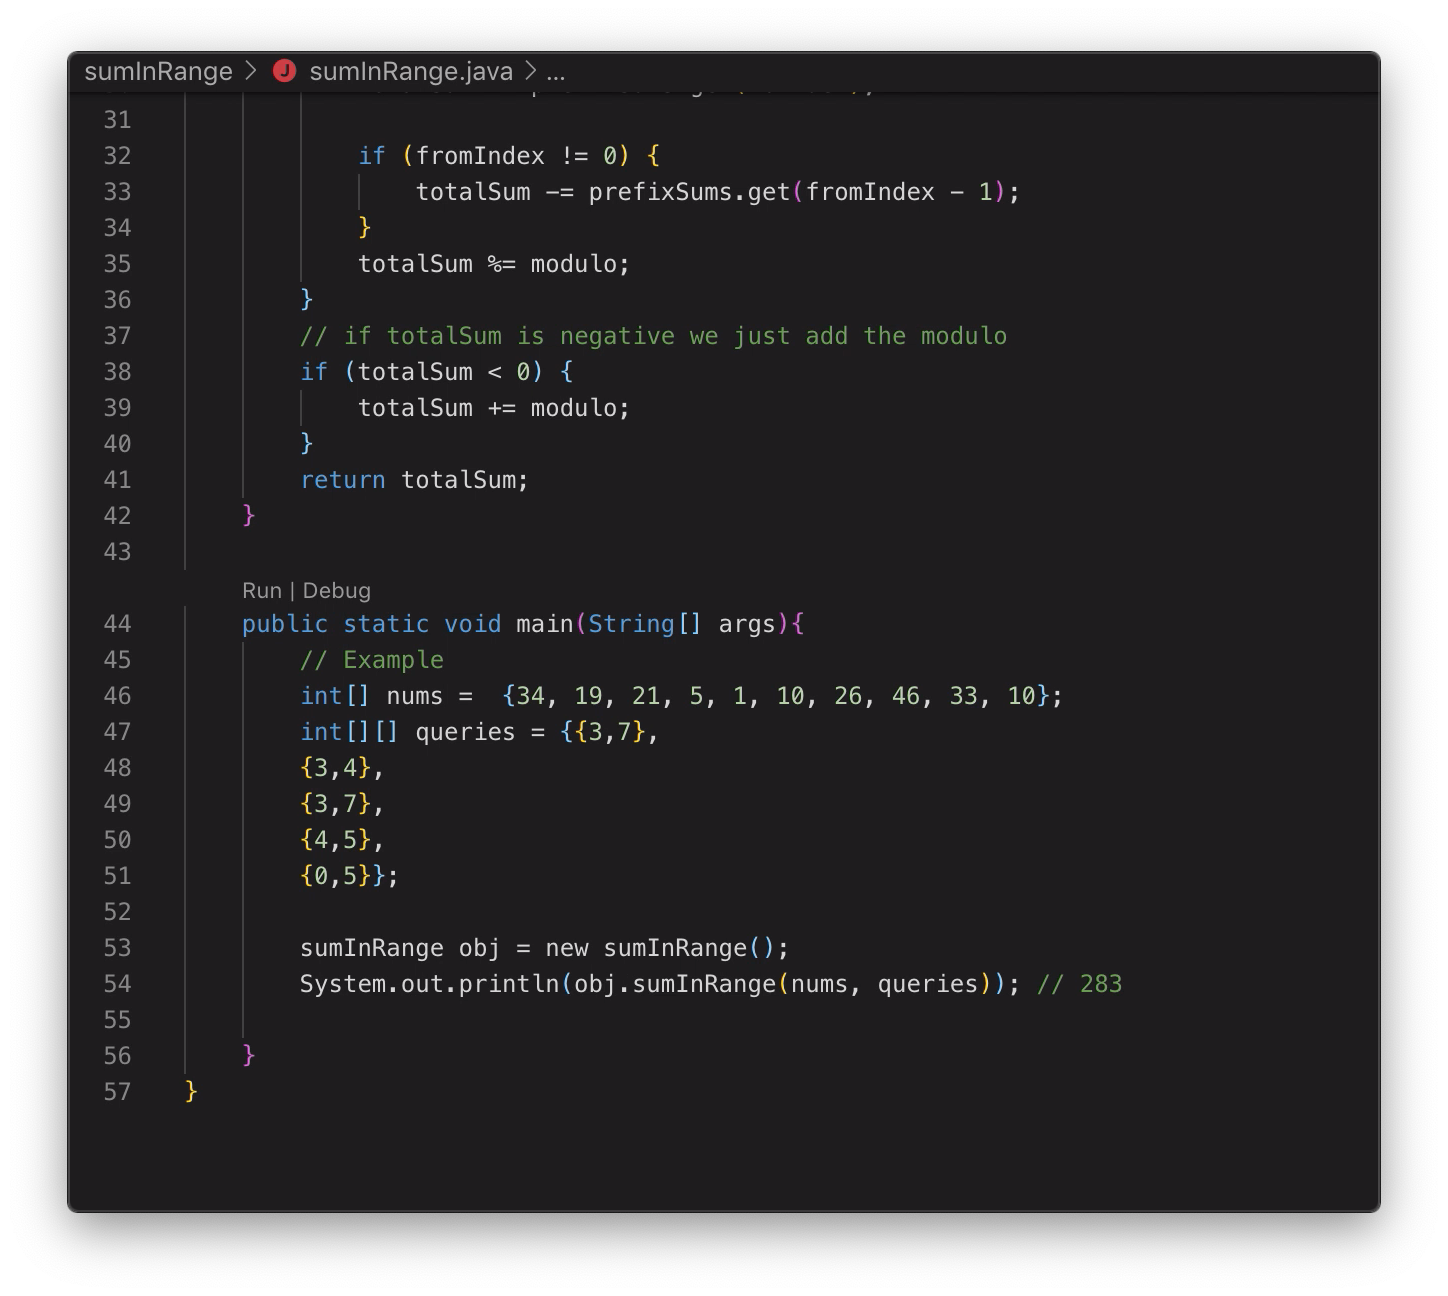 sumInRange > J sumInRange.java > ...
31
32 if (fromIndex != 0) {
33 totalSum -= prefixSums.get(fromIndex - 1);
34 }
35 totalSum %= modulo;
36 }
37 // if totalSum is negative we just add the modulo
38 if (totalSum < 0) {
39 totalSum += modulo;
40 }
41 return totalSum;
42 }
43
Run | Debug
44 public static void main(String[] args){
45 // Example
46 int[] nums =  {34, 19, 21, 5, 1, 10, 26, 46, 33, 10};
47 int[][] queries = {{3,7},
48 {3,4},
49 {3,7},
50 {4,5},
51 {0,5}};
52
53 sumInRange obj = new sumInRange();
54 System.out.println(obj.sumInRange(nums, queries)); // 283
55
56 }
57 }